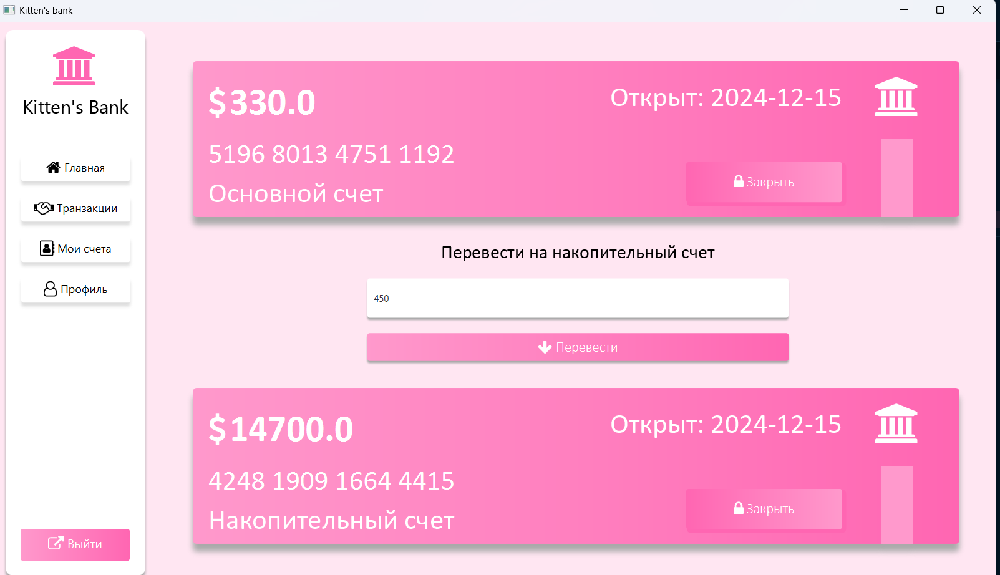 Kitten's bank
Kitten's Bank
Главная
Транзакции
Мои счета
Профиль
Выйти
$330.0
Открыт: 2024-12-15
5196 8013 4751 1192
Закрыть
Основной счет
Перевести на накопительный счет
450
Перевести
$14700.0
Открыт: 2024-12-15
4248 1909 1664 4415
Закрыть
Накопительный счет